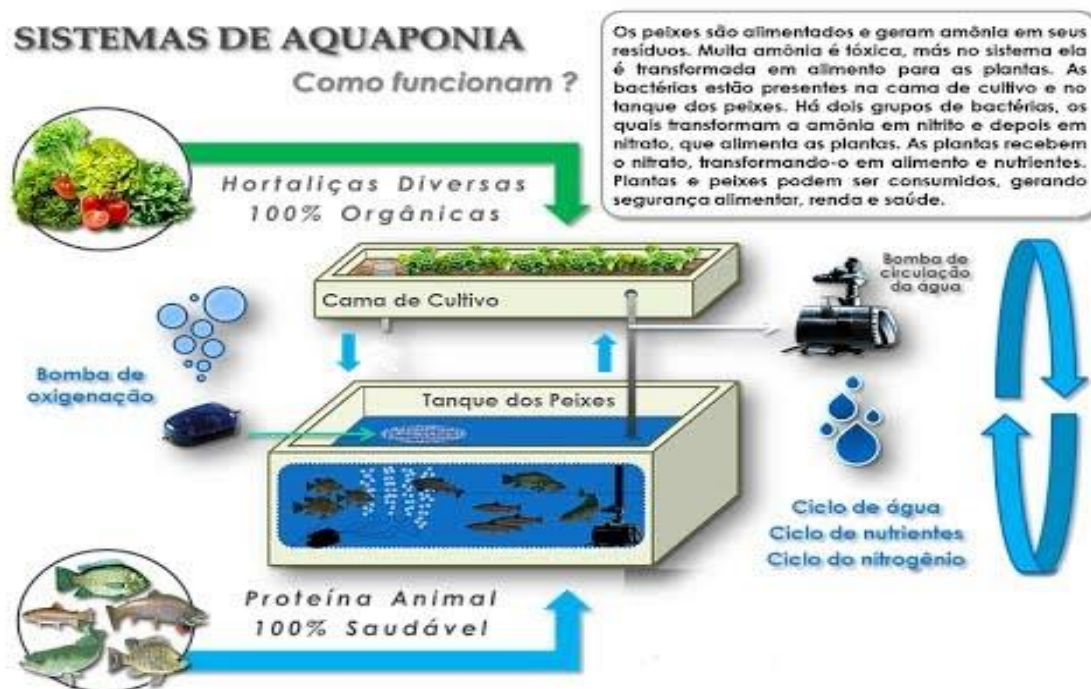 SISTEMAS DE AQUAPONIA
Como funcionam ?
Os peixes são alimentados e geram amônia em seus
resíduos. Muita amônia é tóxica, más no sistema ela
é transformada em alimento para as plantas. As
bactérias estão presentes na cama de cultivo e no
tanque dos peixes. Há dois grupos de bactérias, os
quais transformam a amônia em nitrito e depois em
nitrato, que alimenta as plantas. As plantas recebem
o nitrato, transformando-o em alimento e nutrientes.
Plantas e peixes podem ser consumidos, gerando
segurança alimentar, renda e saúde.
Hortaliças Diversas
100% Orgânicas
Bomba de
circulação
da água
Cama de Cultivo
Bomba de
oxigenação
Tanque dos Peixes
Ciclo de água
Ciclo de nutrientes
Ciclo do nitrogênio
Proteína Animal
100% Saudável